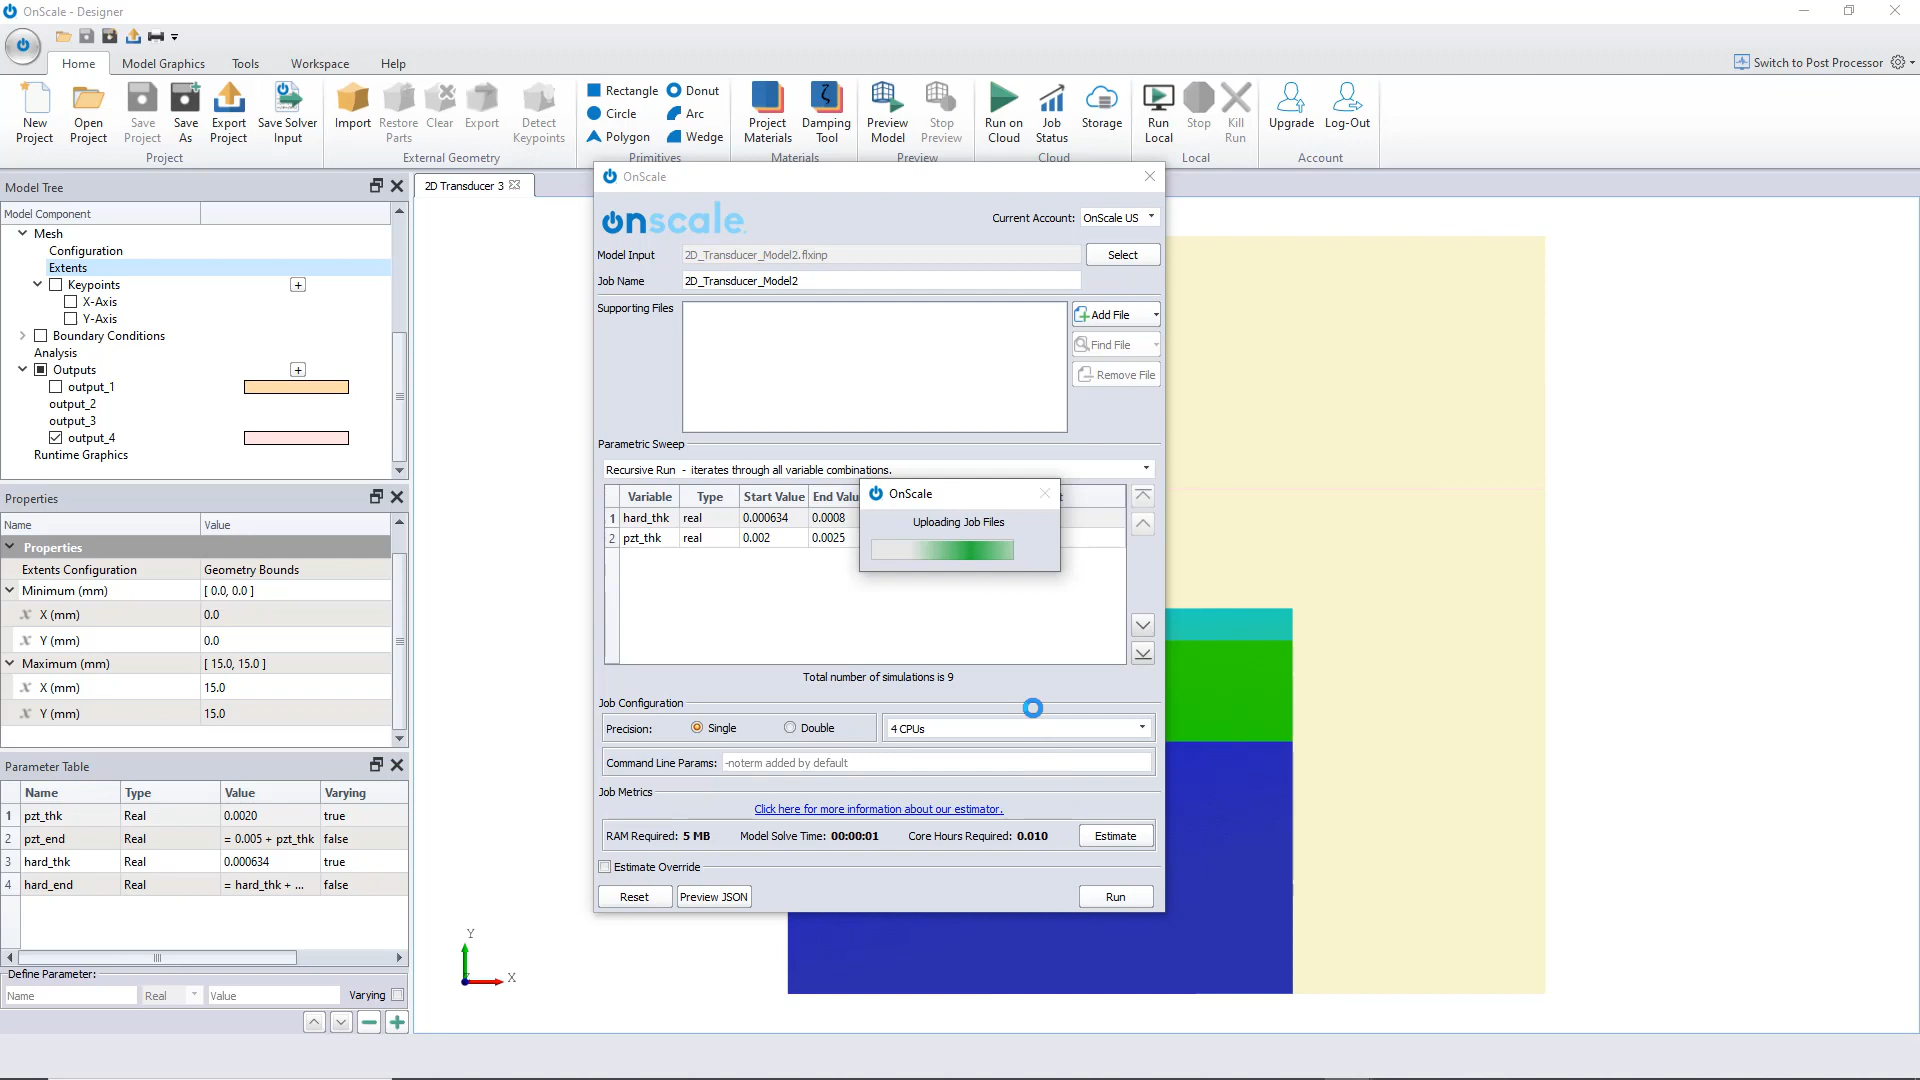 OnScale - Designer
Home Model Graphics Tools Workspace Help
Switch to Post Processor
New Project
Open Project
Save Project
Save As
Export Project
Save Solver Input
Project
Import
Restore Parts
Clear
Export
Detect Keypoints
External Geometry
Rectangle
Donut
Circle
Arc
Polygon
Wedge
Primitives
Project Materials
Damping Tool
Materials
Preview Model
Stop Preview
Preview
Run on Cloud
Job Status
Storage
Cloud
Run Local
Stop
Kill Run
Local
Upgrade
Log-Out
Account
Model Tree
Model Component
Mesh
Configuration
Extents
Keypoints
X-Axis
Y-Axis
Boundary Conditions
Analysis
Outputs
output_1
output_2
output_3
output_4
Runtime Graphics
Properties
Name Value
Properties
Extents Configuration Geometry Bounds
Minimum (mm) [ 0.0, 0.0 ]
X (mm) 0.0
Y (mm) 0.0
Maximum (mm) [ 15.0, 15.0 ]
X (mm) 15.0
Y (mm) 15.0
Parameter Table
Name Type Value Varying
1 pzt_thk Real 0.0020 true
2 pzt_end Real = 0.005 + pzt_thk false
3 hard_thk Real 0.000634 true
4 hard_end Real = hard_thk + ... false
Define Parameter:
Name Real Value Varying
2D Transducer 3
Y
X
OnScale
onscale
Current Account: OnScale US
Model Input 2D_Transducer_Model2.flxinp Select
Job Name 2D_Transducer_Model2
Supporting Files
Add File
Find File
Remove File
Parametric Sweep
Recursive Run - iterates through all variable combinations.
Variable Type Start Value End Valu
1 hard_thk real 0.000634 0.0008
2 pzt_thk real 0.002 0.0025
OnScale
Uploading Job Files
Total number of simulations is 9
Job Configuration
Precision: Single Double 4 CPUs
Command Line Params: -noterm added by default
Job Metrics
Click here for more information about our estimator.
RAM Required: 5 MB Model Solve Time: 00:00:01 Core Hours Required: 0.010 Estimate
Estimate Override
Reset Preview JSON Run